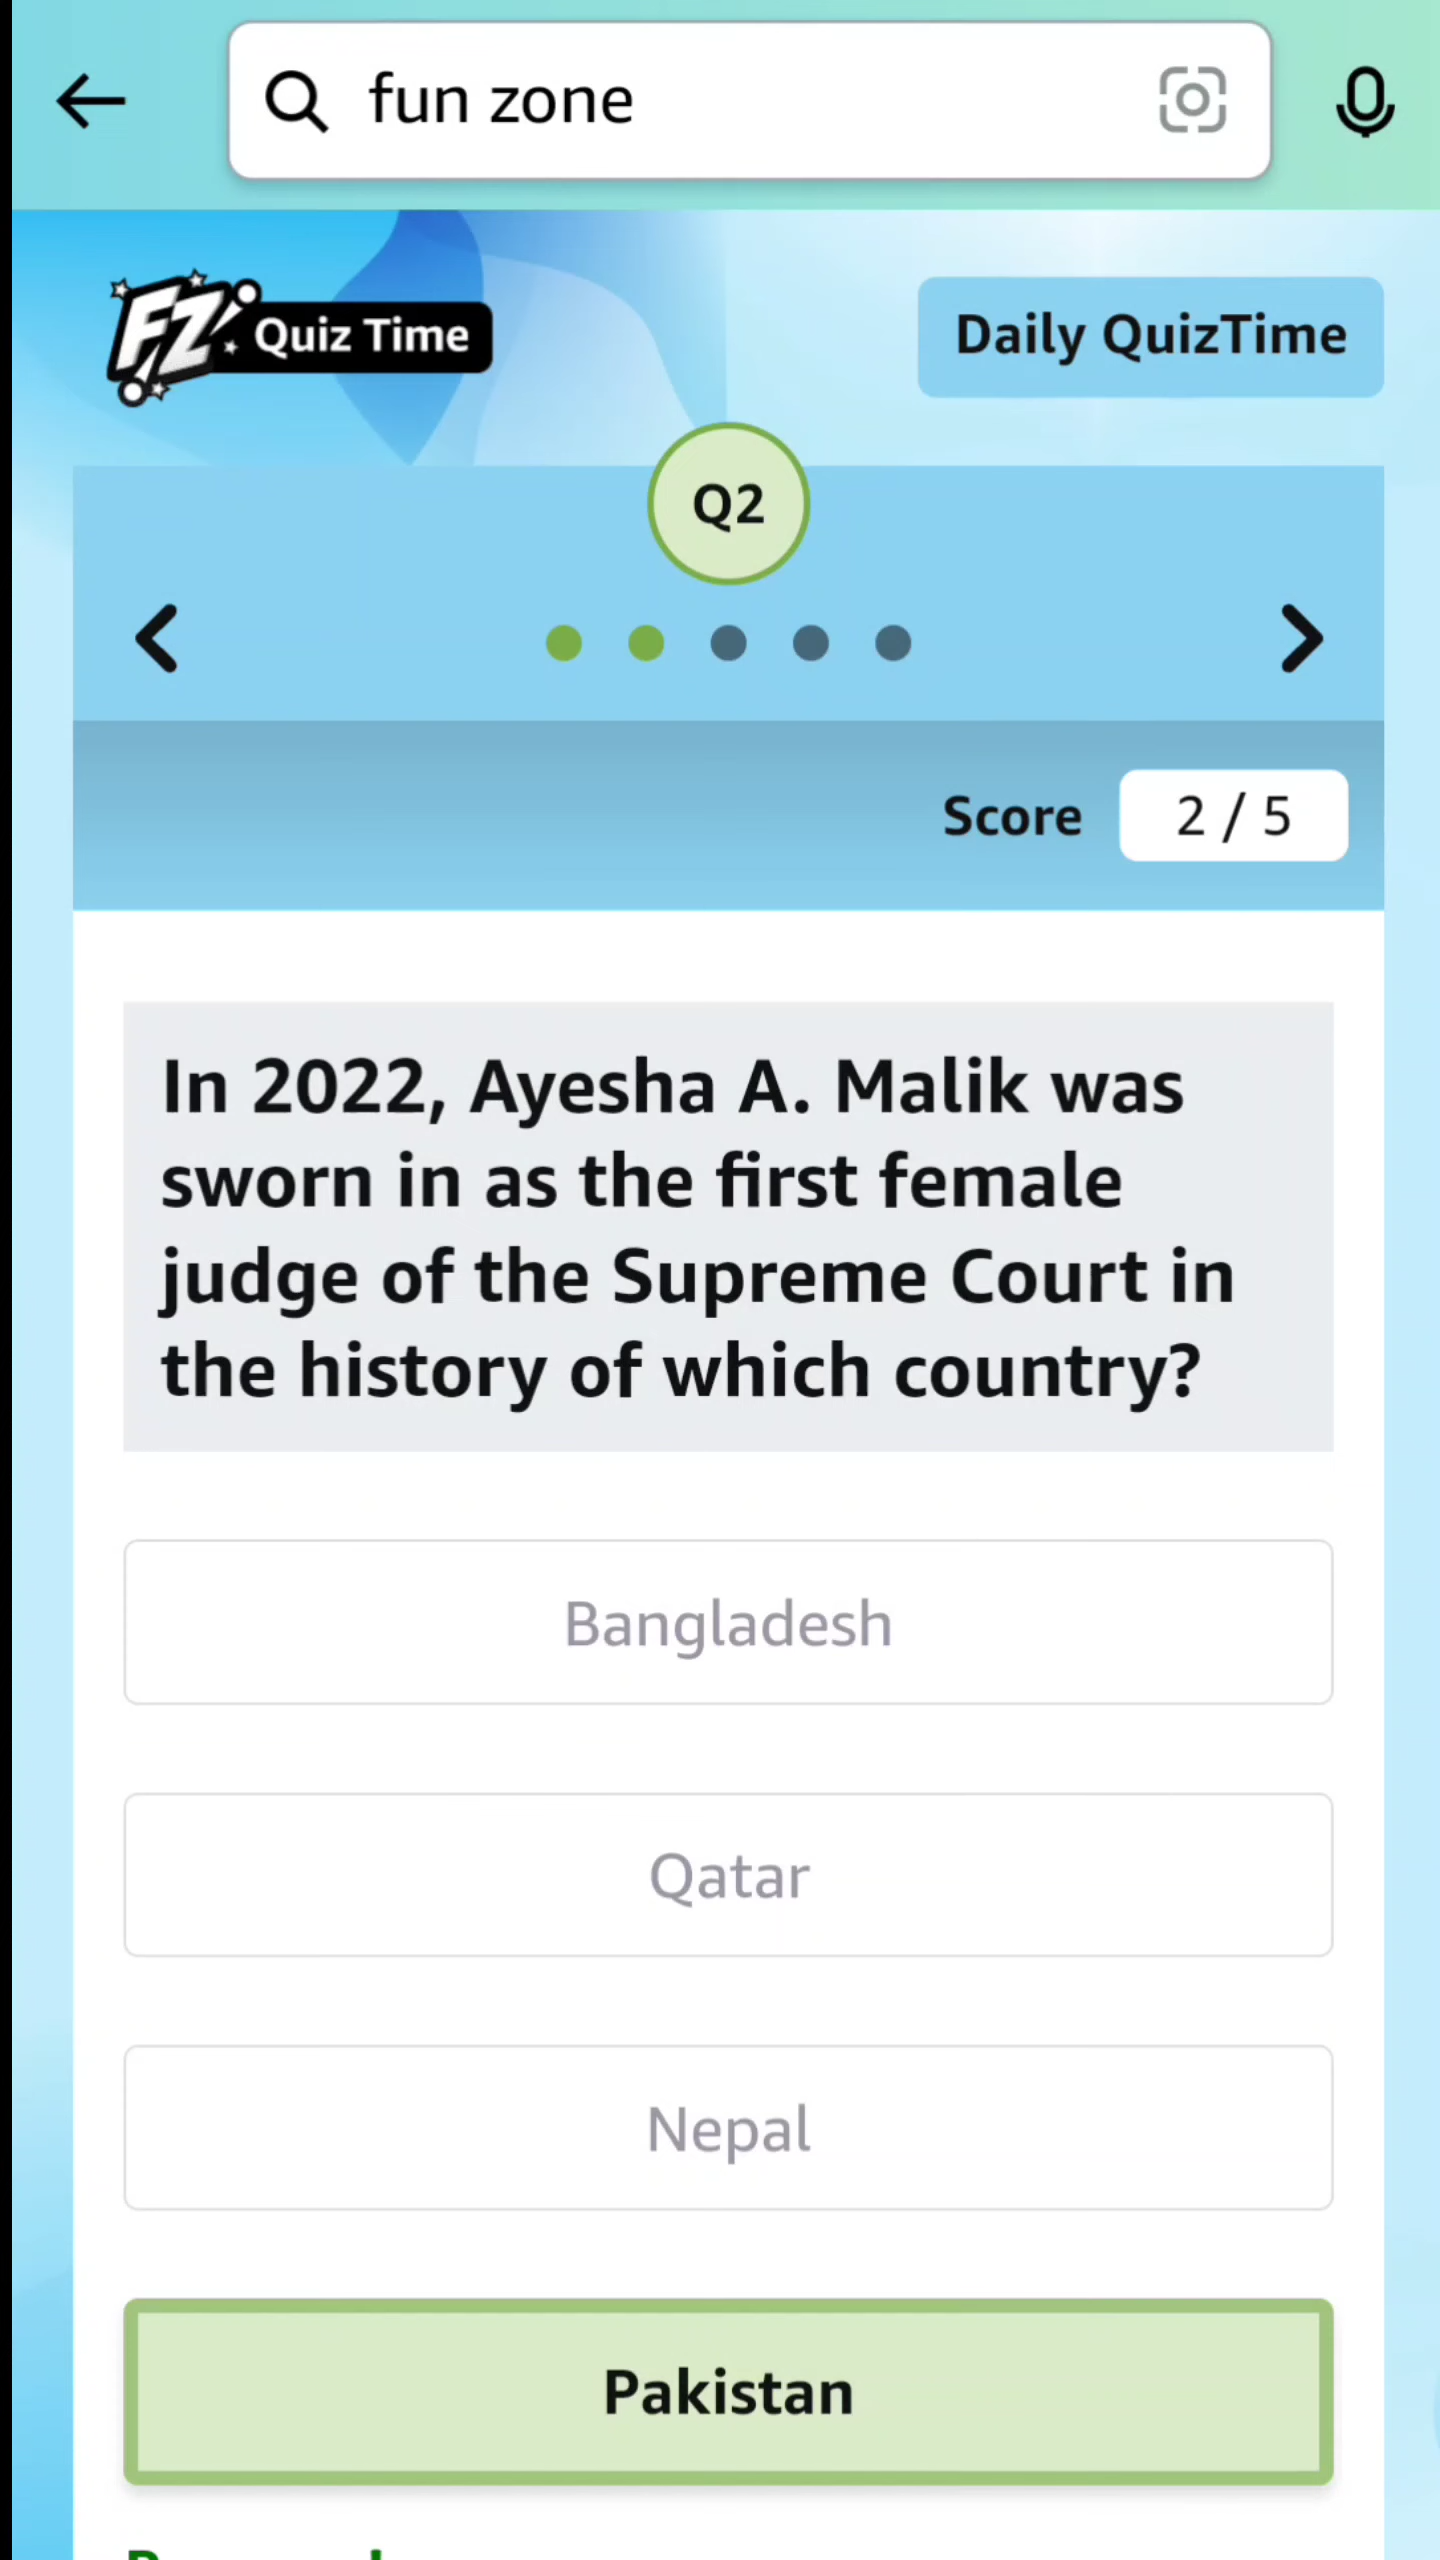 fun zone
FZ Quiz Time
Daily QuizTime
Q2
Score 2 / 5
In 2022, Ayesha A. Malik was
sworn in as the first female
judge of the Supreme Court in
the history of which country?
Bangladesh
Qatar
Nepal
Pakistan